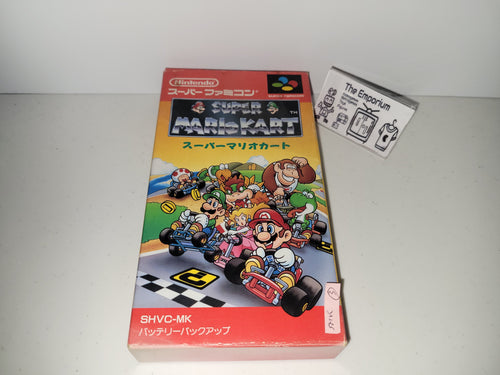 Nintendo
スーパーファミコン
SUPER
MARIOKART
TM
スーパーマリオカート
SHVC-MK
バッテリーバックアップ
The Emporium